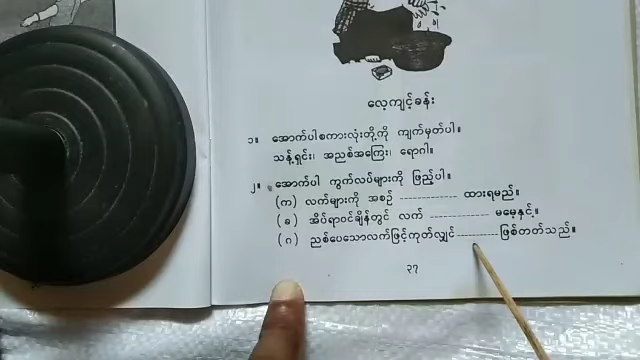 လေ့ကျင့်ခန်း
၁။ အောက်ပါစကားလုံးတို့ကို ကျက်မှတ်ပါ။
သန့်ရှင်း၊ အညစ်အကြေး၊ ရောဂါ။
၂။ အောက်ပါ ကွက်လပ်များကို ဖြည့်ပါ။
(က) လက်များကို အစဉ် ------------- ထားရမည်။
(ခ) အိပ်ရာဝင်ချိန်တွင် လက် ------------- မမေ့နှင့်။
(ဂ) ညစ်ပေသောလက်ဖြင့်ကုတ်လျှင် --------- ဖြစ်တတ်သည်။
၃၇